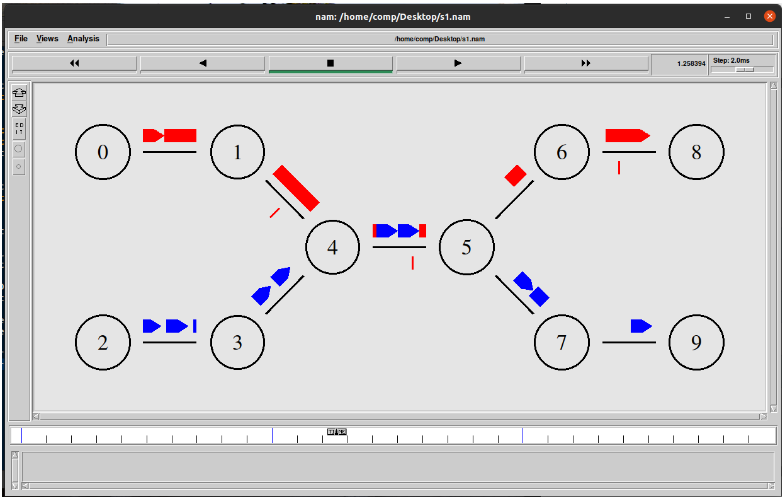 nam: /home/comp/Desktop/s1.nam
File Views Analysis /home/comp/Desktop/s1.nam
1.258394 Step: 2.0ms
E D
I T
0 1 6 8
4 5
2 3 7 9